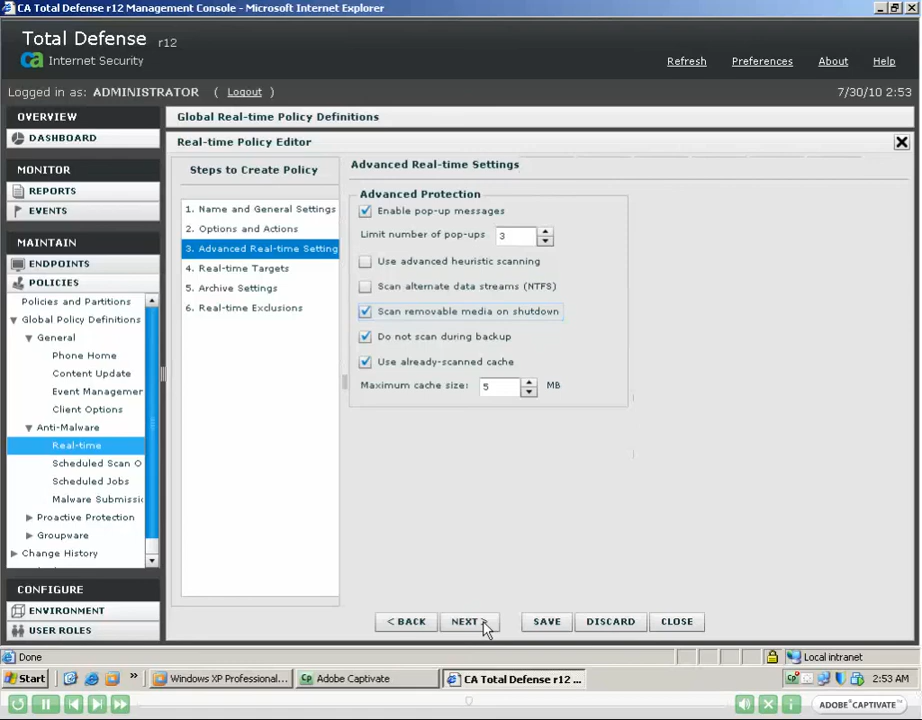 CA Total Defense r12 Management Console - Microsoft Internet Explorer
Total Defense r12
ca Internet Security
Refresh Preferences About Help
Logged in as: ADMINISTRATOR ( Logout )
7/30/10 2:53
OVERVIEW
DASHBOARD
MONITOR
REPORTS
EVENTS
MAINTAIN
ENDPOINTS
POLICIES
Policies and Partitions
Global Policy Definitions
General
Phone Home
Content Update
Event Managemer
Client Options
Anti-Malware
Real-time
Scheduled Scan O
Scheduled Jobs
Malware Submissic
Proactive Protection
Groupware
Change History
CONFIGURE
ENVIRONMENT
USER ROLES
Global Real-time Policy Definitions
Real-time Policy Editor
Steps to Create Policy
1. Name and General Settings
2. Options and Actions
3. Advanced Real-time Setting
4. Real-time Targets
5. Archive Settings
6. Real-time Exclusions
Advanced Real-time Settings
Advanced Protection
Enable pop-up messages
Limit number of pop-ups 3
Use advanced heuristic scanning
Scan alternate data streams (NTFS)
Scan removable media on shutdown
Do not scan during backup
Use already-scanned cache
Maximum cache size: 5 MB
< BACK NEXT > SAVE DISCARD CLOSE
Done
Local intranet
Start
»
Windows XP Professional...
Adobe Captivate
CA Total Defense r12 ...
2:53 AM
ADOBE® CAPTIVATE®